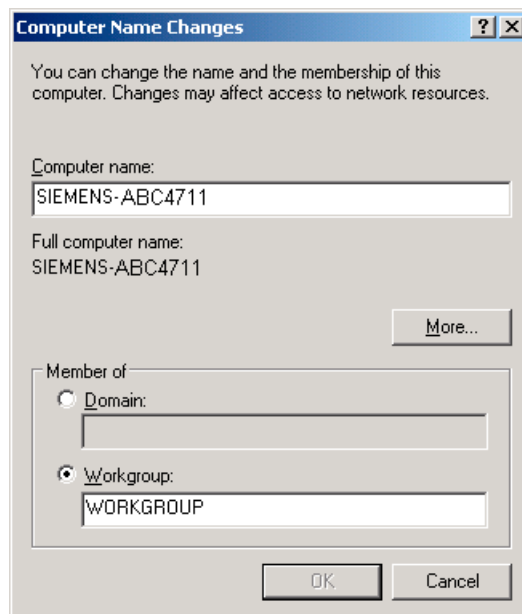 Computer Name Changes
You can change the name and the membership of this
computer. Changes may affect access to network resources.
Computer name:
SIEMENS-ABC4711
Full computer name:
SIEMENS-ABC4711
More...
Member of
Domain:
Workgroup:
WORKGROUP
OK Cancel